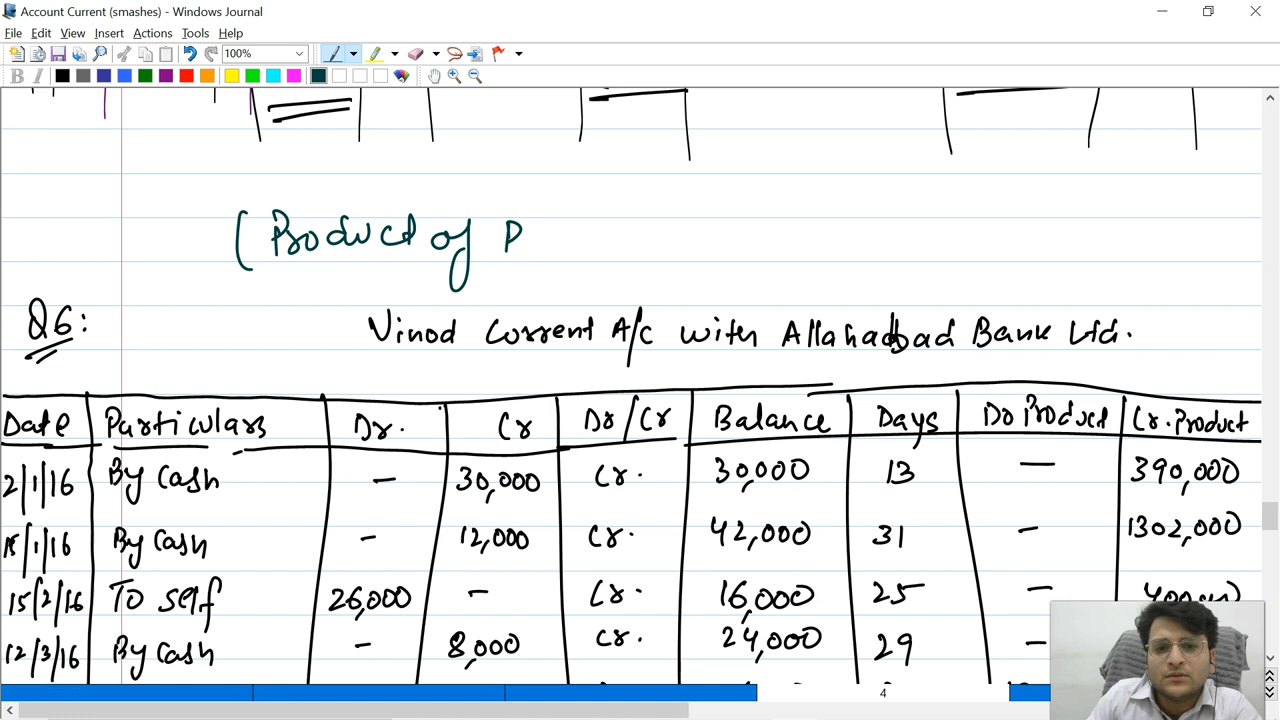 Account Current (smashes) - Windows Journal
File Edit View Insert Actions Tools Help
100%
B I
(Product of P
Q6: Vinod Current A/c with Allahabad Bank Ltd.
Date Particulars Dr. Cr Dr/Cr Balance Days Dr Product Cr. Product
2/1/16 By Cash - 30,000 Cr. 30,000 13 - 390,000
15/1/16 By Cash - 12,000 Cr. 42,000 31 - 1302,000
15/2/16 To self 26,000 - Cr. 16,000 25 -
12/3/16 By Cash - 8,000 Cr. 24,000 29 -
4